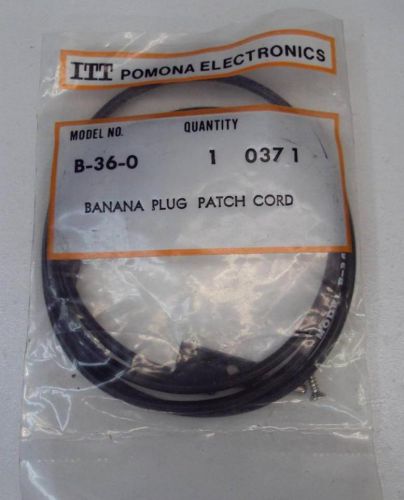 ITT POMONA ELECTRONICS
MODEL NO. QUANTITY
B-36-0 1 0371
BANANA PLUG PATCH CORD